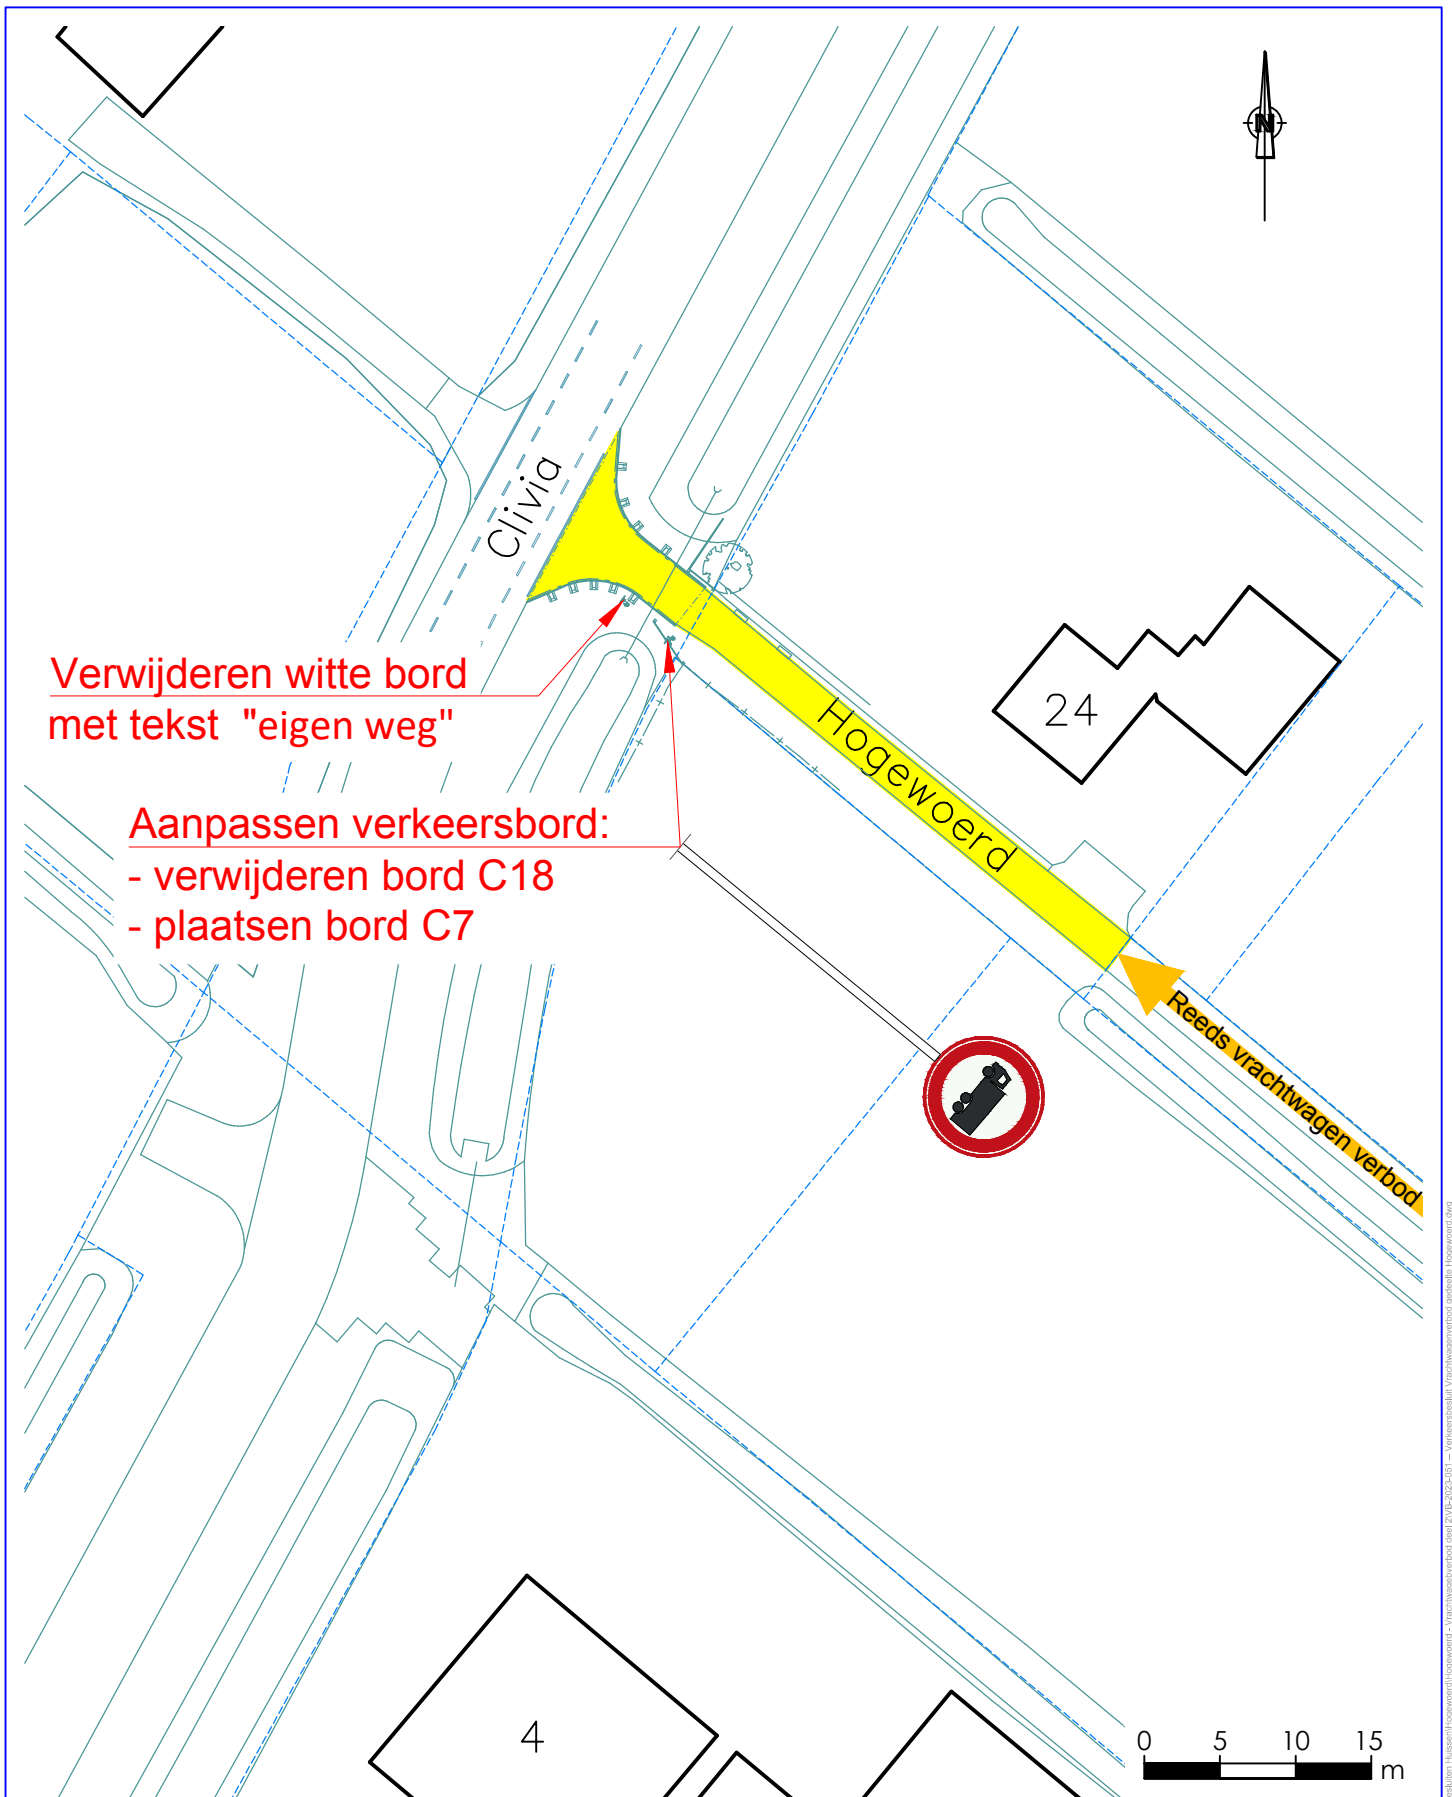 N
Clivia
Verwijderen witte bord
met tekst "eigen weg"
24
Hogewoerd
Aanpassen verkeersbord:
- verwijderen bord C18
- plaatsen bord C7
Reeds vrachtwagen verbod
4
0 5 10 15
m